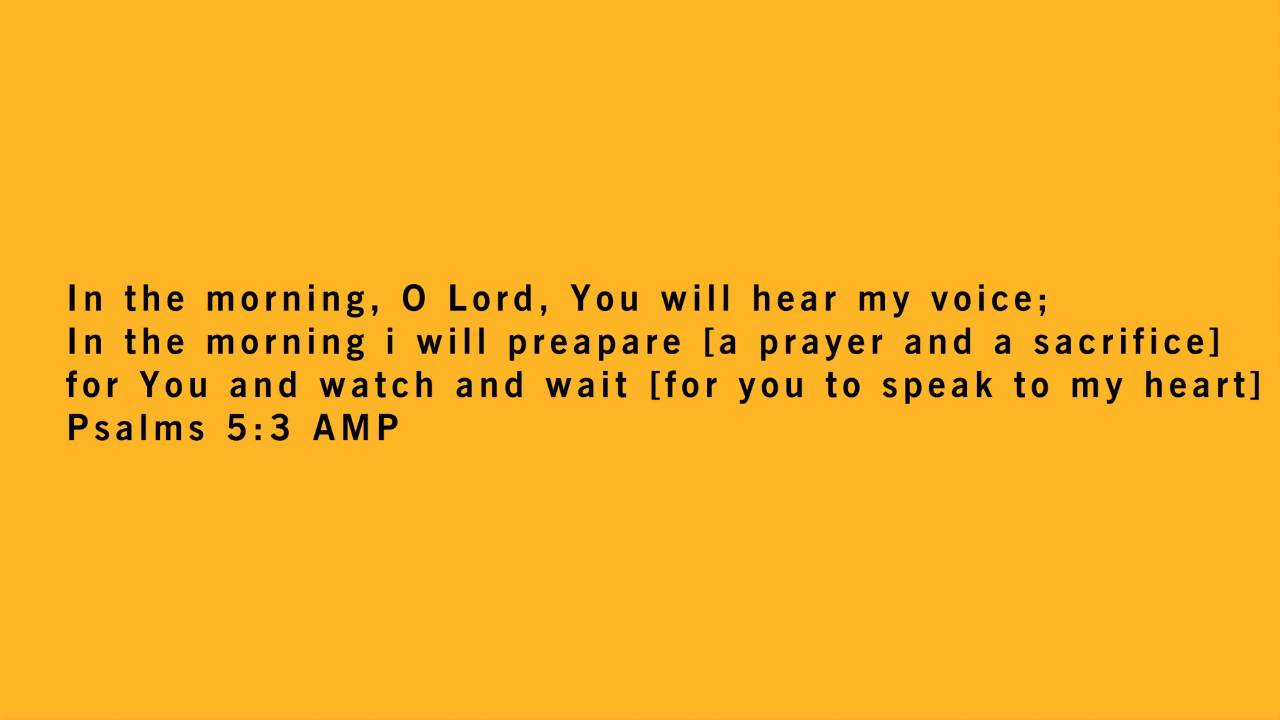 In the morning, O Lord, You will hear my voice;
In the morning i will preapare [a prayer and a sacrifice]
for You and watch and wait [for you to speak to my heart]
Psalms 5:3 AMP